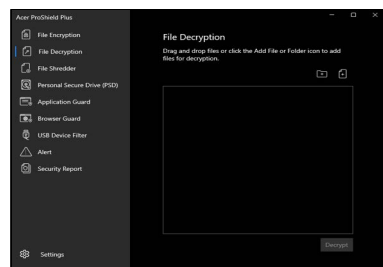 Acer ProShield Plus
File Encryption
File Decryption
File Shredder
Personal Secure Drive (PSD)
Application Guard
Browser Guard
USB Device Filter
Alert
Security Report
Settings
File Decryption
Drag and drop files or click the Add File or Folder icon to add
files for decryption.
Decrypt